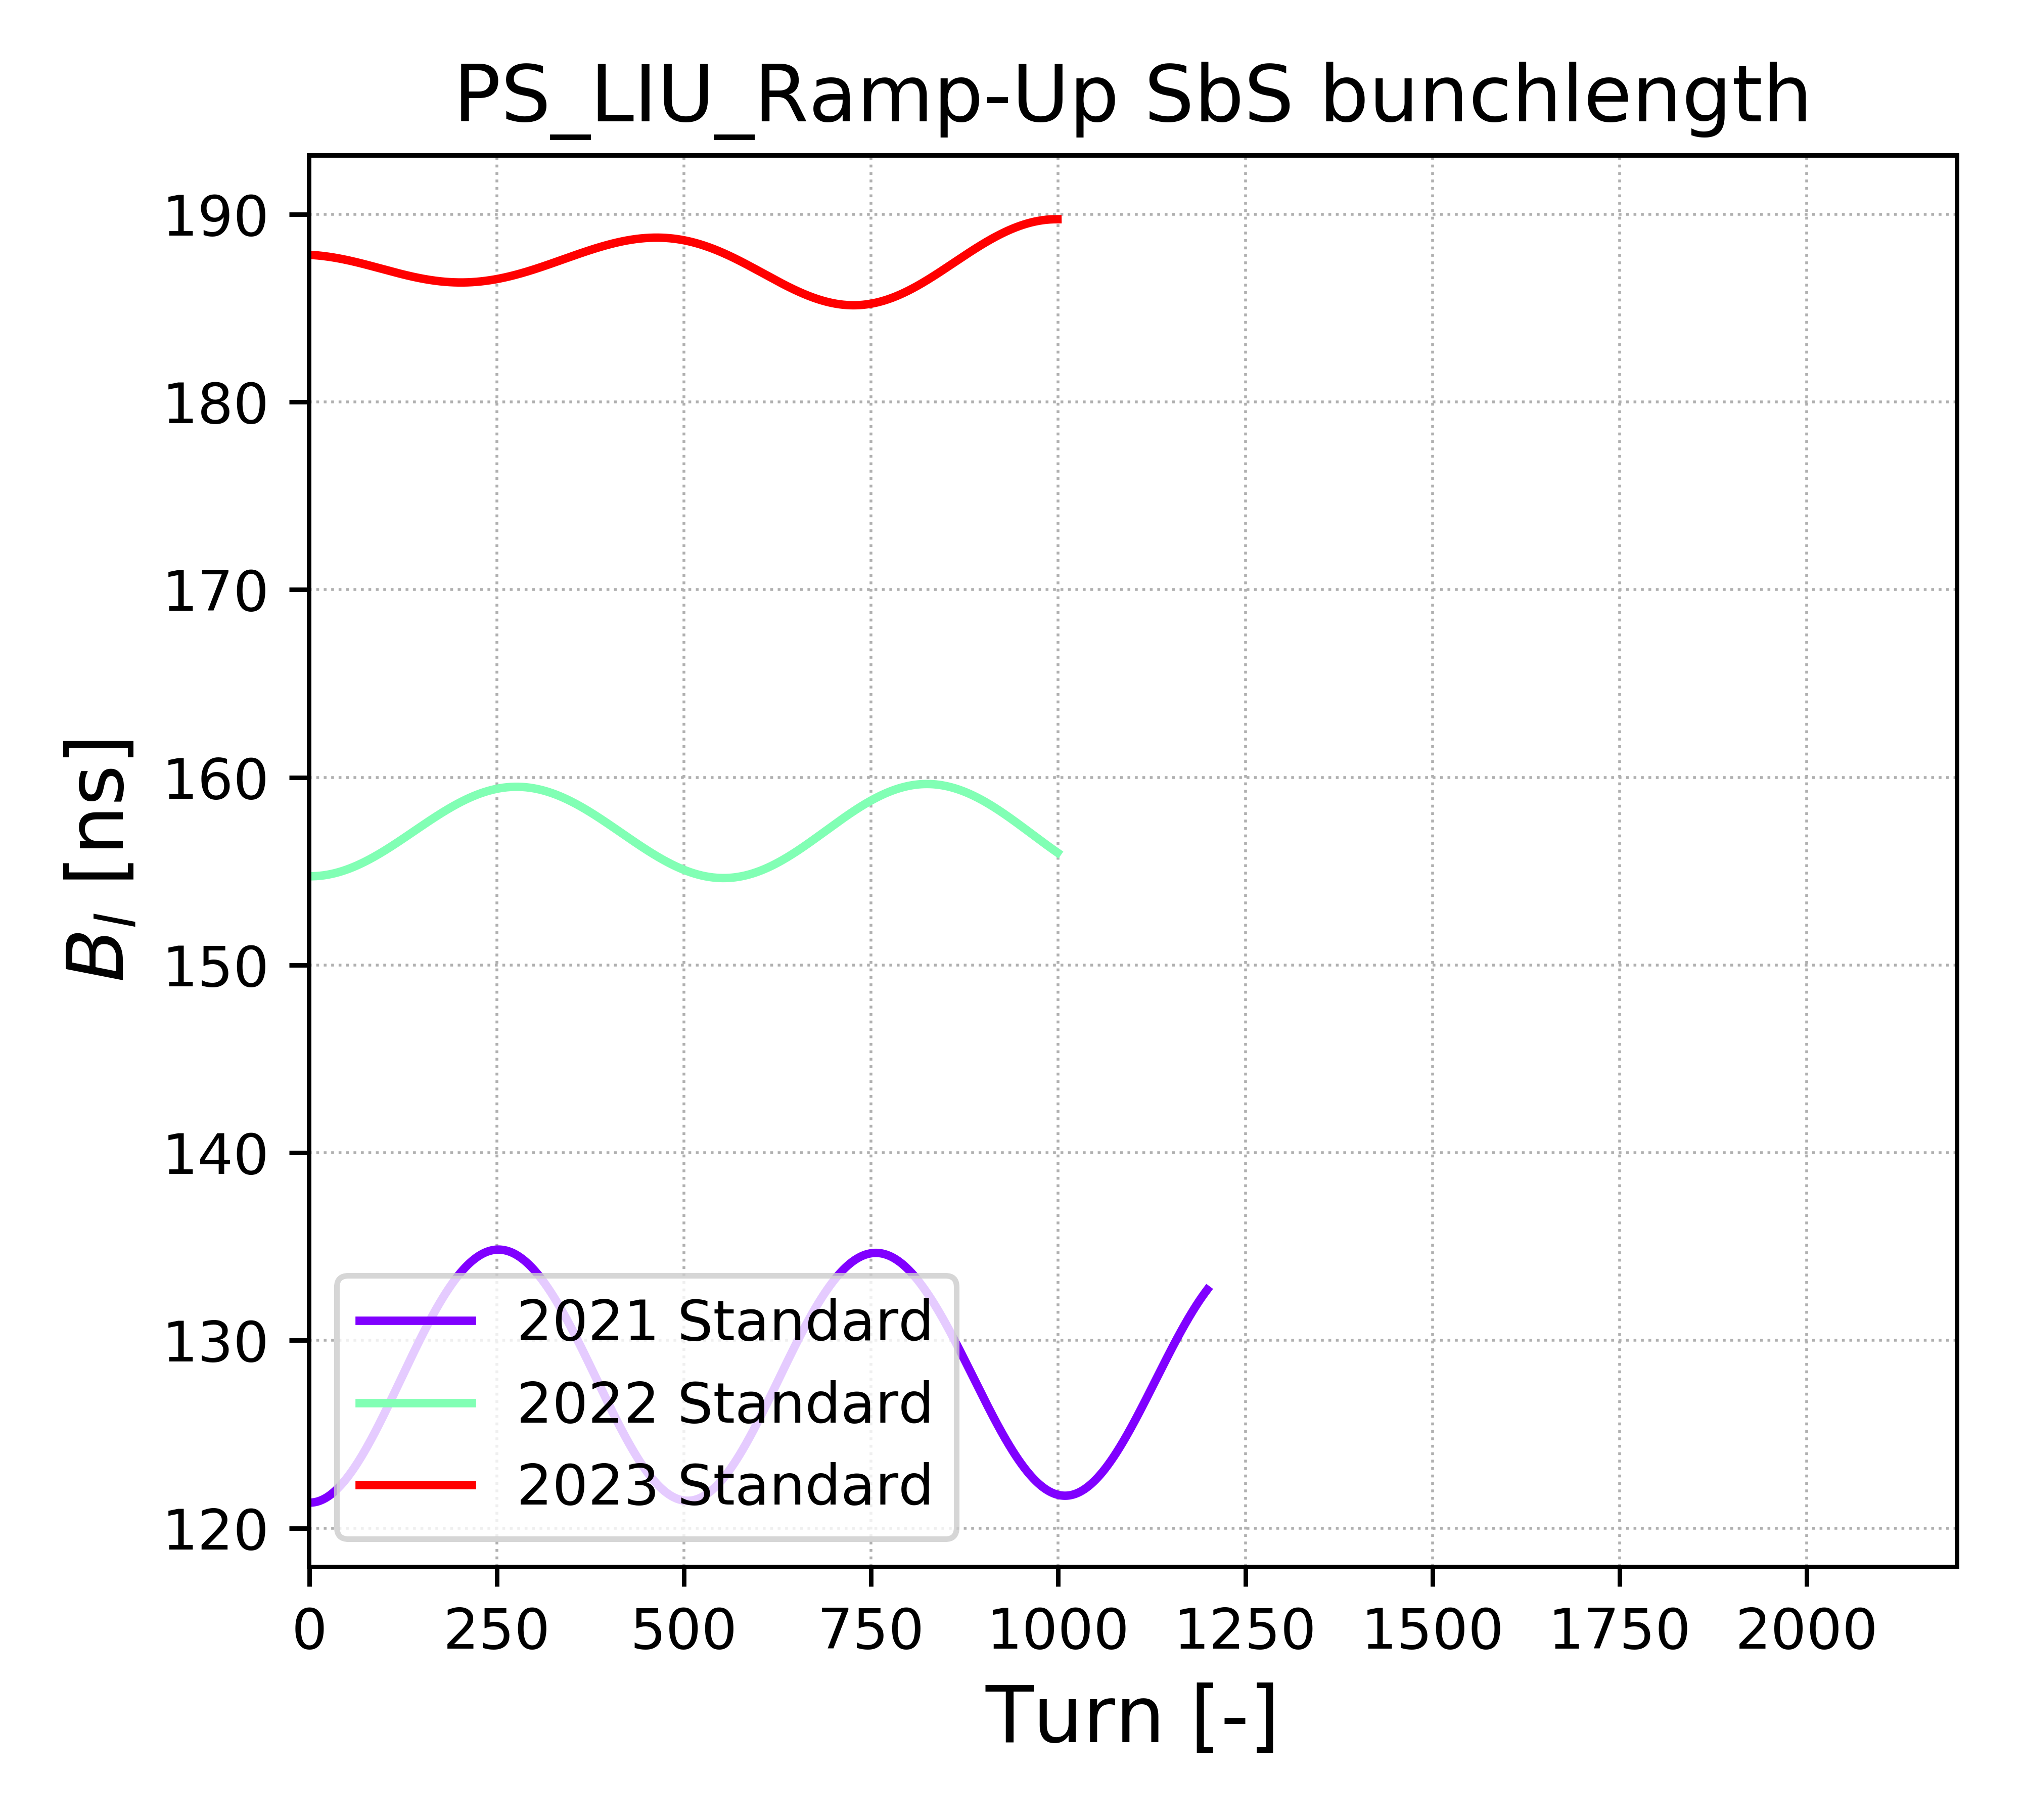 PS_LIU_Ramp-Up SbS bunchlength
190
180
170
160
150
140
130
120
B_l [ns]
2021 Standard
2022 Standard
2023 Standard
0 250 500 750 1000 1250 1500 1750 2000
Turn [-]